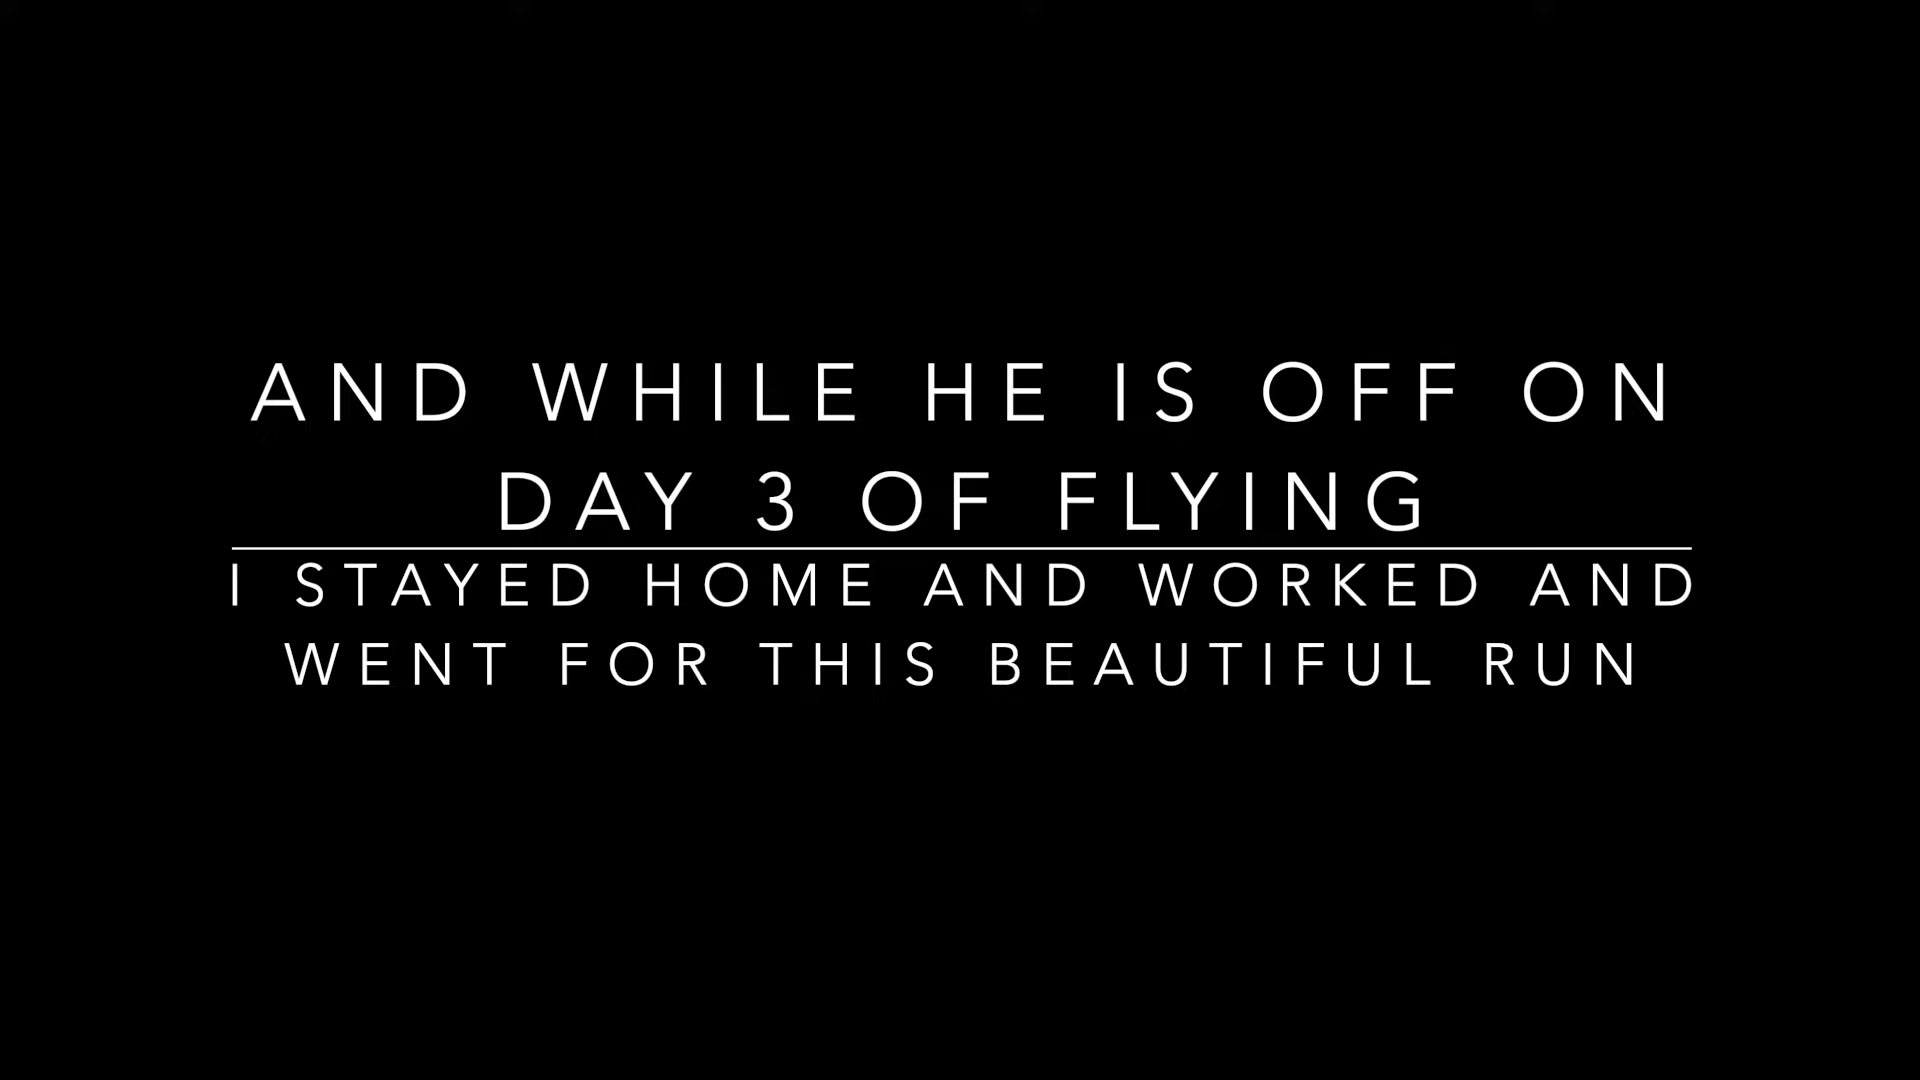 AND WHILE HE IS OFF ON
DAY 3 OF FLYING
I STAYED HOME AND WORKED AND
WENT FOR THIS BEAUTIFUL RUN